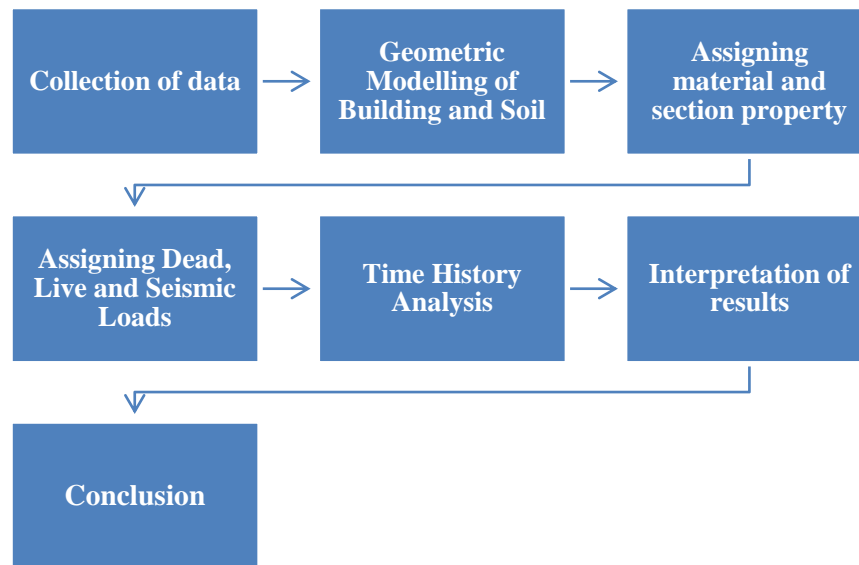 Collection of data
Geometric
Modelling of
Building and Soil
Assigning
material and
section property
Assigning Dead,
Live and Seismic
Loads
Time History
Analysis
Interpretation of
results
Conclusion